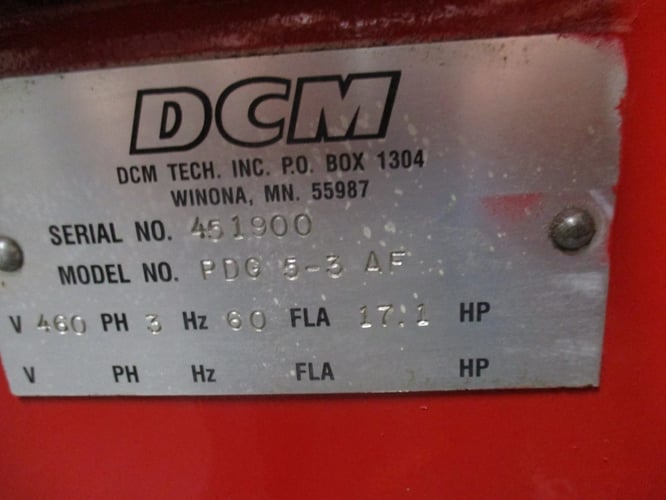 DCM
DCM TECH. INC. P.O. BOX 1304
WINONA, MN. 55987
SERIAL NO. 451900
MODEL NO. PDG 5-3 AF
V 460 PH 3 Hz 60 FLA 17.1 HP
V PH Hz FLA HP